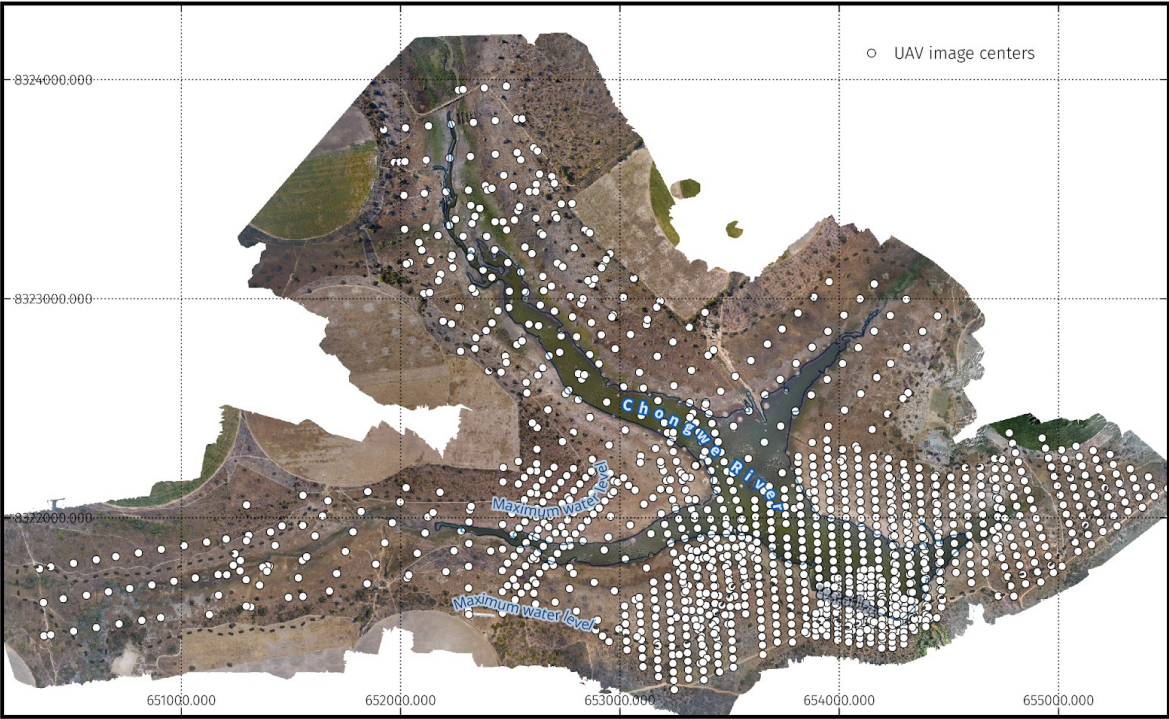 UAV image centers
8324000.000
8323000.000
Chongwe River
Maximum water level
8322000.000
Maximum water level
651000.000
652000.000
653000.000
654000.000
655000.000